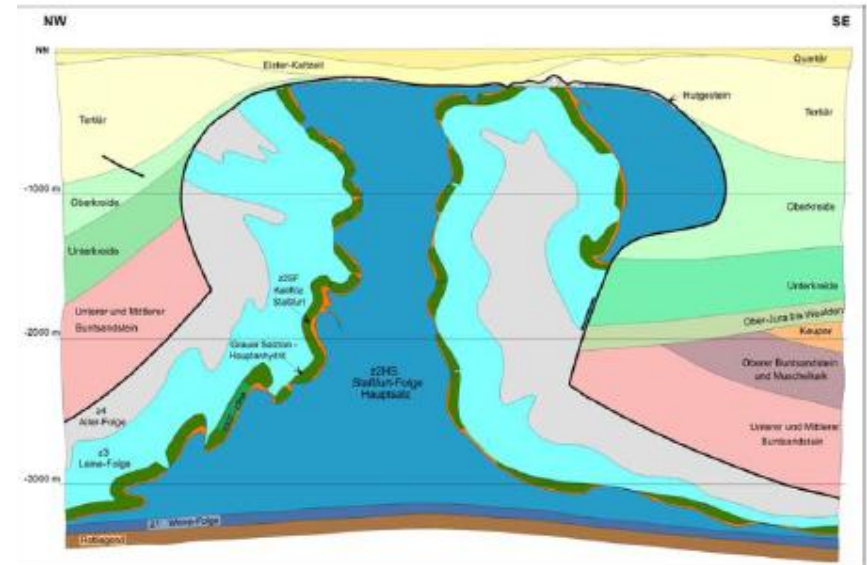 NW
SE
NN
Elster-Kaltzeit
Quartär
Hutgestein
Tertiär
Tertiär
-1000 m
Oberkreide
Oberkreide
Unterkreide
Unterkreide
z2SF
Kaliflöz
Staßfurt
Unterer und Mittlerer
Buntsandstein
Ober-Jura bis Wealden
Keuper
-2000 m
Grauer Salzton -
Hauptanhydrit
Oberer Buntsandstein
und Muschelkalk
z2HS
Staßfurt-Folge
Hauptsalz
z4
Aller-Folge
Unterer und Mittlerer
Buntsandstein
z3
Leine-Folge
-3000 m
z1 Werra-Folge
Rotliegend